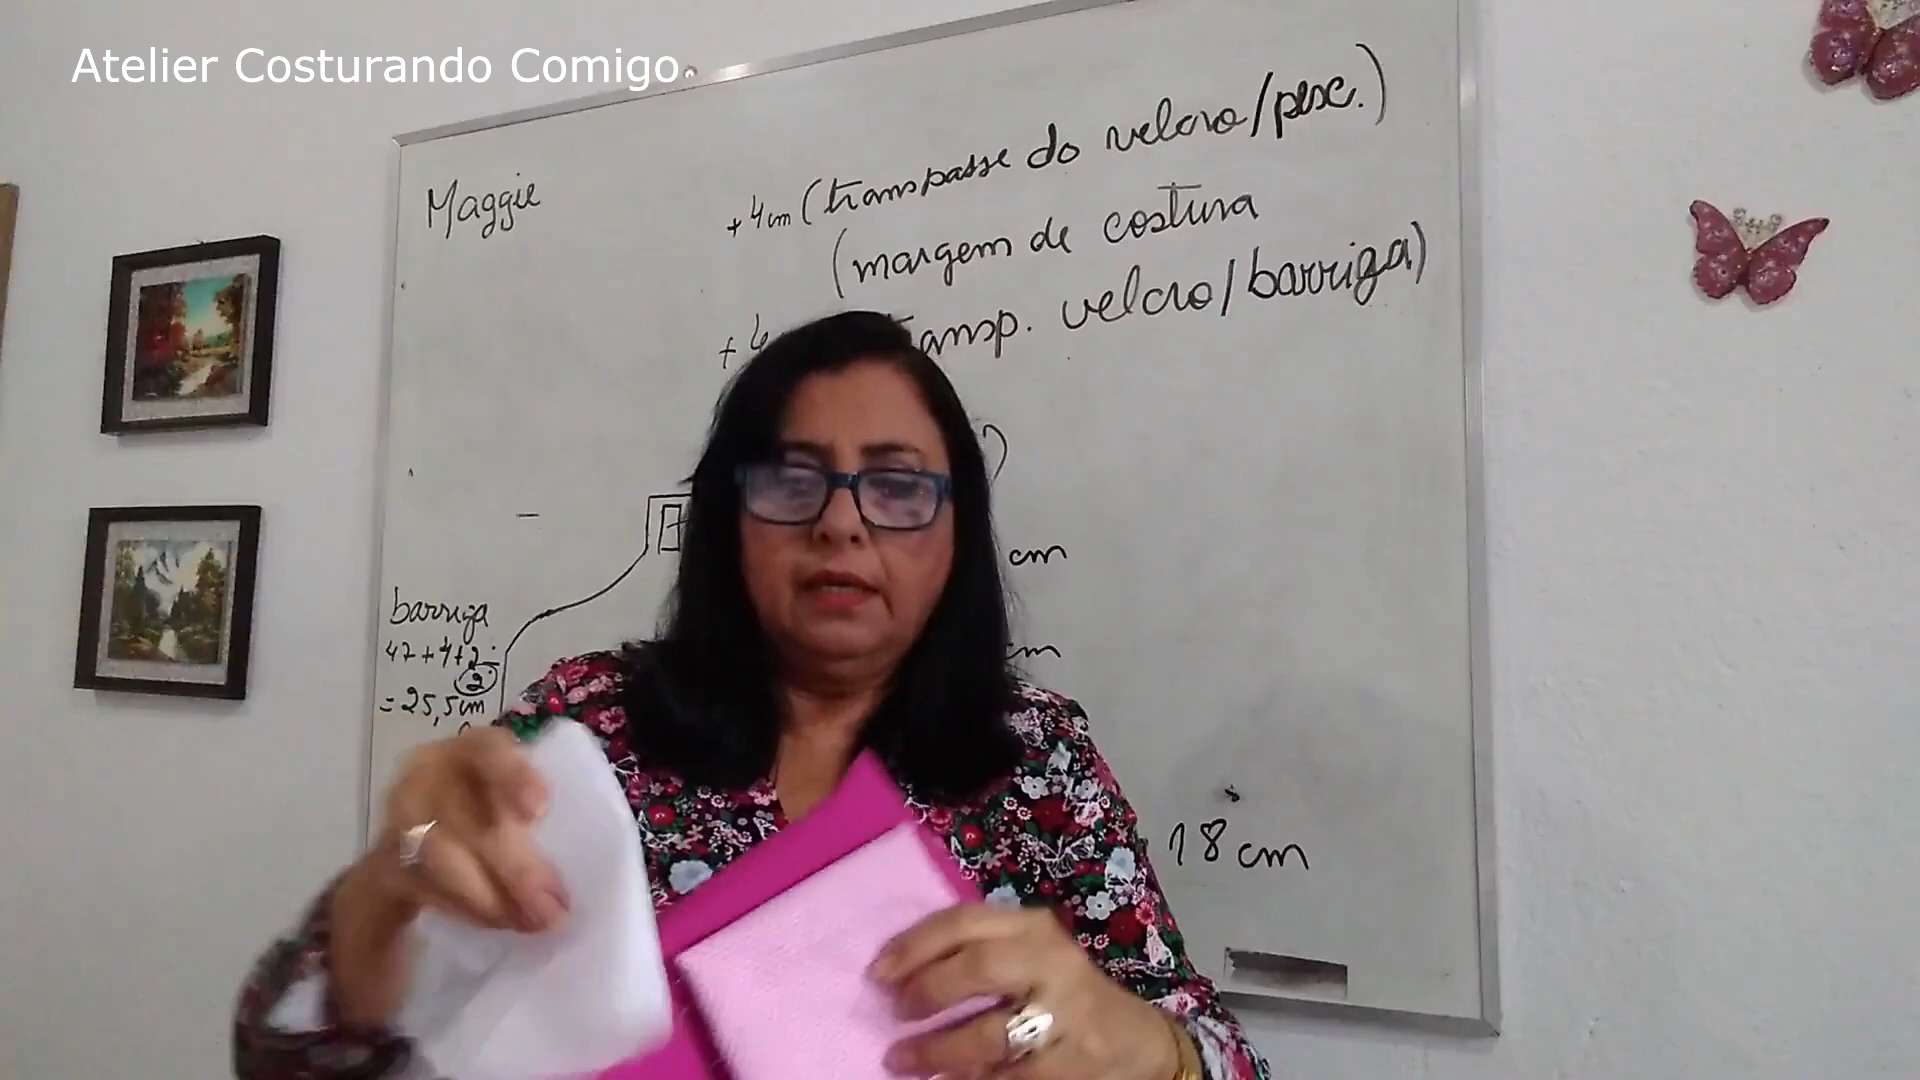 Atelier Costurando Comigo
Maggie
+4cm (transpasse do velcro/pesc.)
(margem de costura
+ transp. velcro/barriga)
cm
barriga
47+4+2
2
= 25,5cm
cm
18 cm